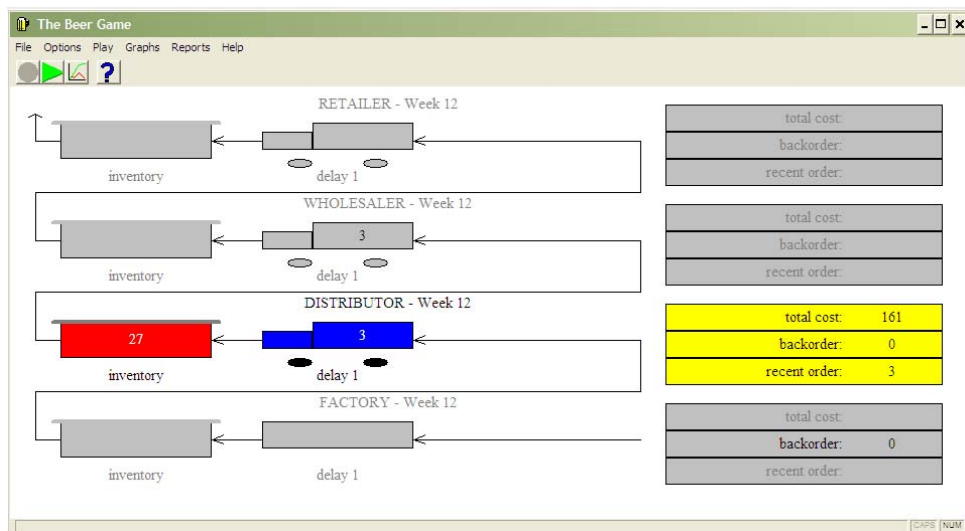 The Beer Game
File Options Play Graphs Reports Help
?
RETAILER - Week 12
inventory
delay 1
total cost:
backorder:
recent order:
WHOLESALER - Week 12
3
inventory
delay 1
total cost:
backorder:
recent order:
DISTRIBUTOR - Week 12
27
3
inventory
delay 1
total cost: 161
backorder: 0
recent order: 3
FACTORY - Week 12
inventory
delay 1
total cost:
backorder: 0
recent order:
CAPS NUM